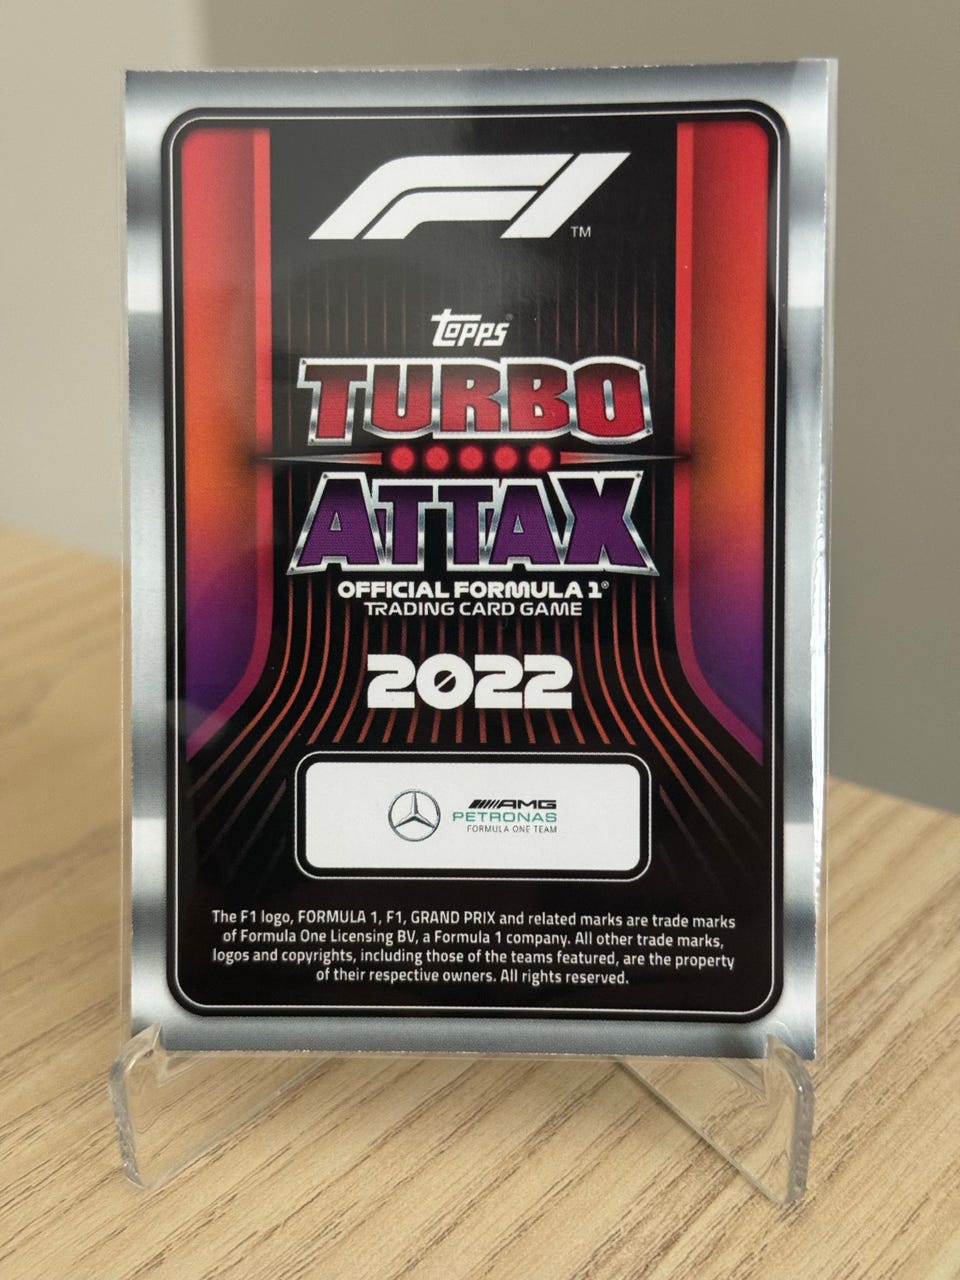 F1
TM
Topps®
TURBO
ATTAX
OFFICIAL FORMULA 1®
TRADING CARD GAME
2022
AMG
PETRONAS
FORMULA ONE TEAM
The F1 logo, FORMULA 1, F1, GRAND PRIX and related marks are trade marks
of Formula One Licensing BV, a Formula 1 company. All other trade marks,
logos and copyrights, including those of the teams featured, are the property
of their respective owners. All rights reserved.